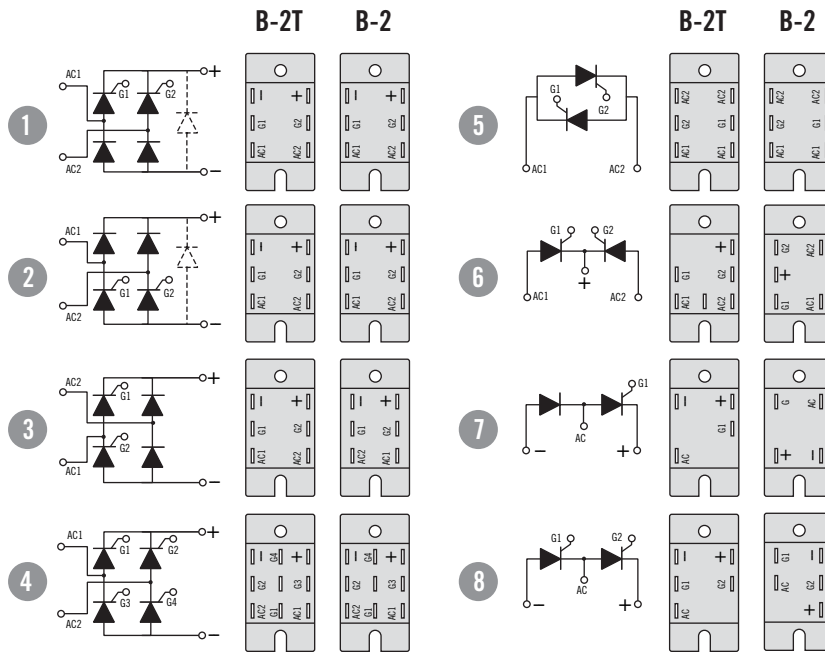 B-2T B-2
B-2T B-2
1
AC1
G1 G2
+
AC2
−
− +
G1 G2
AC1 AC2
− +
G1 G2
AC1 AC2
2
AC1
+
G1 G2
AC2
−
− +
G1 G2
AC1 AC2
− +
G1 G2
AC1 AC2
3
AC2
G1
+
G2
AC1
−
− +
G1 G2
AC2 AC1
− +
G1 G2
AC2 AC1
4
AC1
G1 G2
+
G3 G4
AC2
−
− G4 +
G2 G3
AC2 G1 AC1
− G4 +
G2 G3
AC2 G1 AC1
5
G1
G2
AC1 AC2
AC2 AC2
G2 G1
AC1 AC1
AC2 AC2
G2 G1
AC1 AC1
6
G1 G2
+
AC1 AC2
+
G1 G2
AC1 AC2
G2 AC2
+
G1 AC1
7
G1
AC
− +
− +
G1
AC
G AC
+ −
8
G1 G2
AC
− +
− +
G1 G2
AC
G1 −
AC G2
+